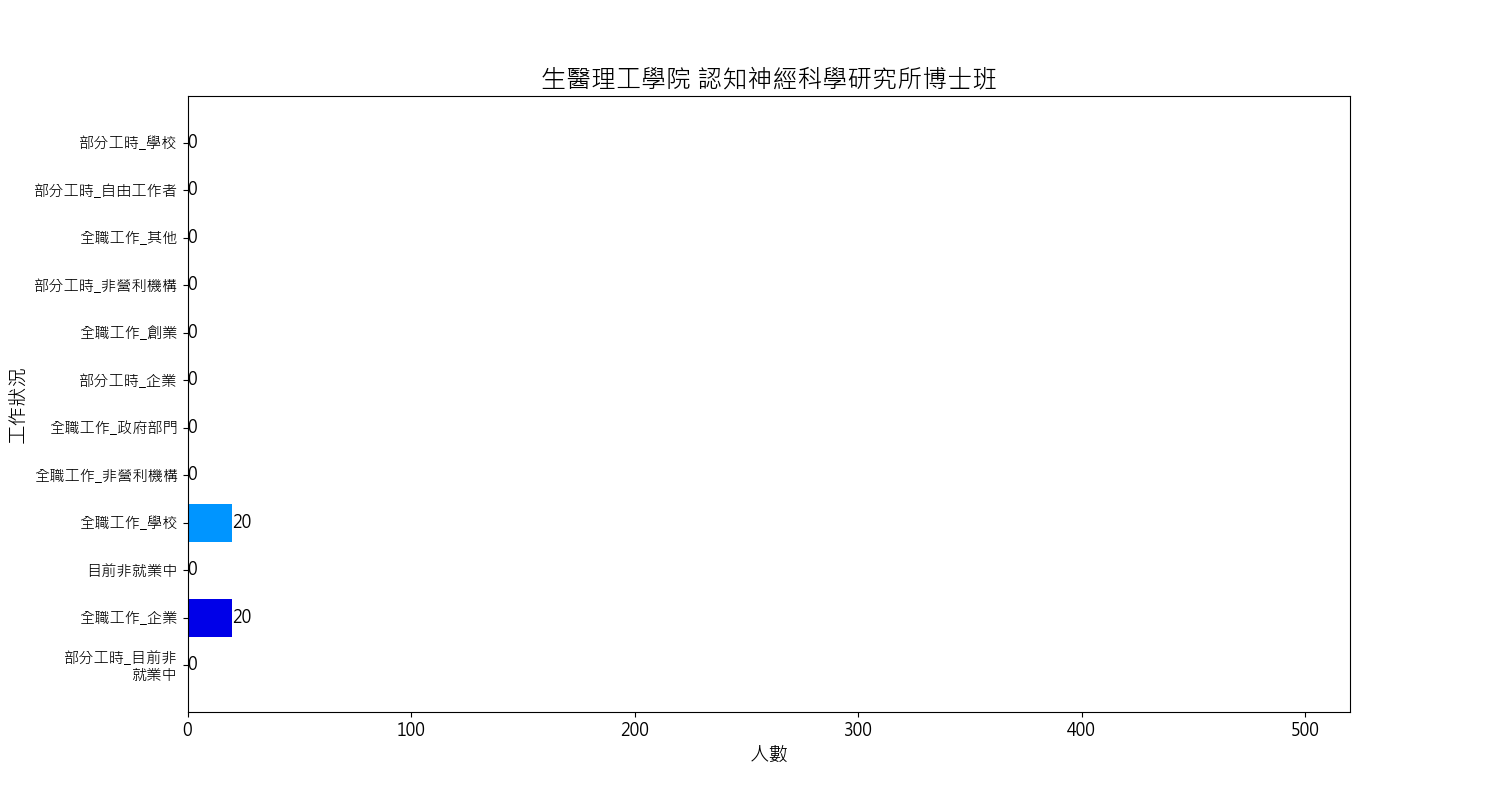 生醫理工學院 認知神經科學研究所博士班
工作狀況
部分工時_學校 0
部分工時_自由工作者 0
全職工作_其他 0
部分工時_非營利機構 0
全職工作_創業 0
部分工時_企業 0
全職工作_政府部門 0
全職工作_非營利機構 0
全職工作_學校 20
目前非就業中 0
全職工作_企業 20
部分工時_目前非
就業中 0
0 100 200 300 400 500
人數